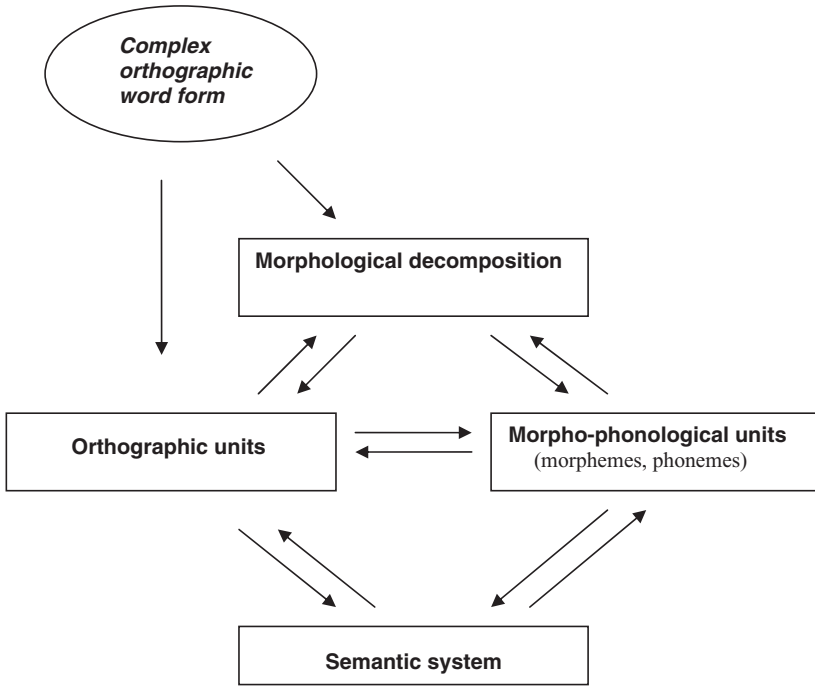 Complex
orthographic
word form
Morphological decomposition
Orthographic units
Morpho-phonological units
(morphemes, phonemes)
Semantic system